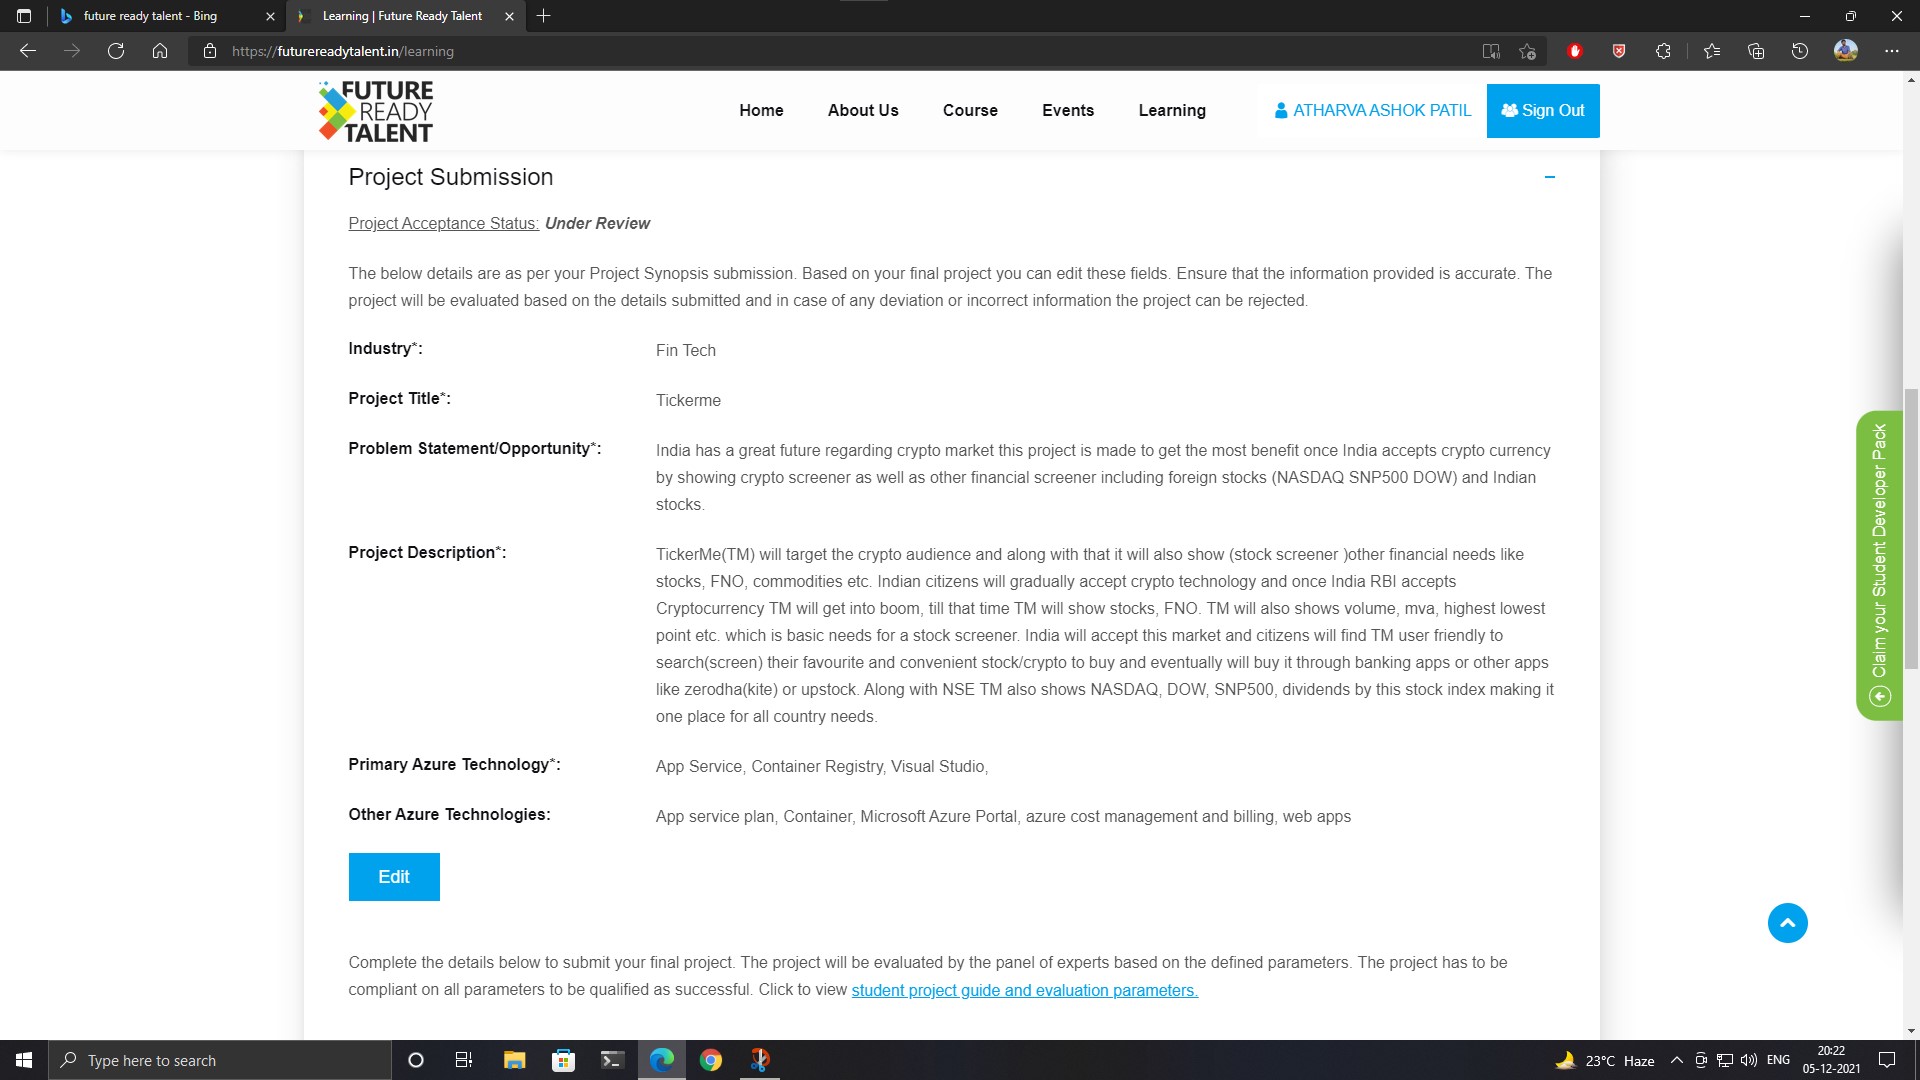 future ready talent - Bing
Learning | Future Ready Talent
https://futurereadytalent.in/learning
FUTURE
READY
TALENT
Home
About Us
Course
Events
Learning
ATHARVA ASHOK PATIL
Sign Out
Project Submission
Project Acceptance Status: Under Review
The below details are as per your Project Synopsis submission. Based on your final project you can edit these fields. Ensure that the information provided is accurate. The
project will be evaluated based on the details submitted and in case of any deviation or incorrect information the project can be rejected.
Industry*:
Fin Tech
Project Title*:
Tickerme
Problem Statement/Opportunity*:
India has a great future regarding crypto market this project is made to get the most benefit once India accepts crypto currency
by showing crypto screener as well as other financial screener including foreign stocks (NASDAQ SNP500 DOW) and Indian
stocks.
Project Description*:
TickerMe(TM) will target the crypto audience and along with that it will also show (stock screener )other financial needs like
stocks, FNO, commodities etc. Indian citizens will gradually accept crypto technology and once India RBI accepts
Cryptocurrency TM will get into boom, till that time TM will show stocks, FNO. TM will also shows volume, mva, highest lowest
point etc. which is basic needs for a stock screener. India will accept this market and citizens will find TM user friendly to
search(screen) their favourite and convenient stock/crypto to buy and eventually will buy it through banking apps or other apps
like zerodha(kite) or upstock. Along with NSE TM also shows NASDAQ, DOW, SNP500, dividends by this stock index making it
one place for all country needs.
Primary Azure Technology*:
App Service, Container Registry, Visual Studio,
Other Azure Technologies:
App service plan, Container, Microsoft Azure Portal, azure cost management and billing, web apps
Edit
Complete the details below to submit your final project. The project will be evaluated by the panel of experts based on the defined parameters. The project has to be
compliant on all parameters to be qualified as successful. Click to view student project guide and evaluation parameters.
Claim your Student Developer Pack
Type here to search
23°C Haze
ENG
20:22
05-12-2021